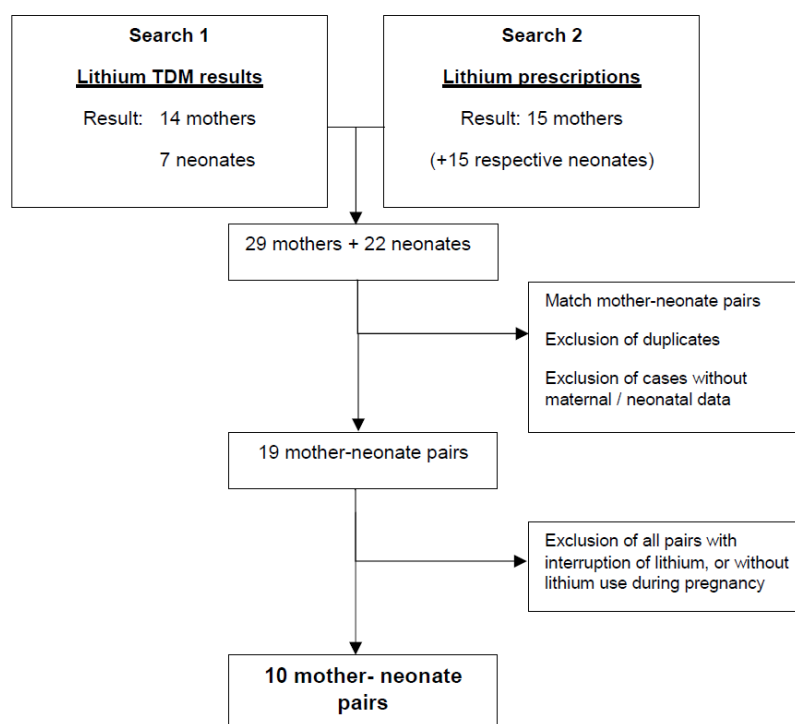 Search 1
Lithium TDM results
Result: 14 mothers
7 neonates
Search 2
Lithium prescriptions
Result: 15 mothers
(+15 respective neonates)
29 mothers + 22 neonates
Match mother-neonate pairs
Exclusion of duplicates
Exclusion of cases without
maternal / neonatal data
19 mother-neonate pairs
Exclusion of all pairs with
interruption of lithium, or without
lithium use during pregnancy
10 mother- neonate
pairs